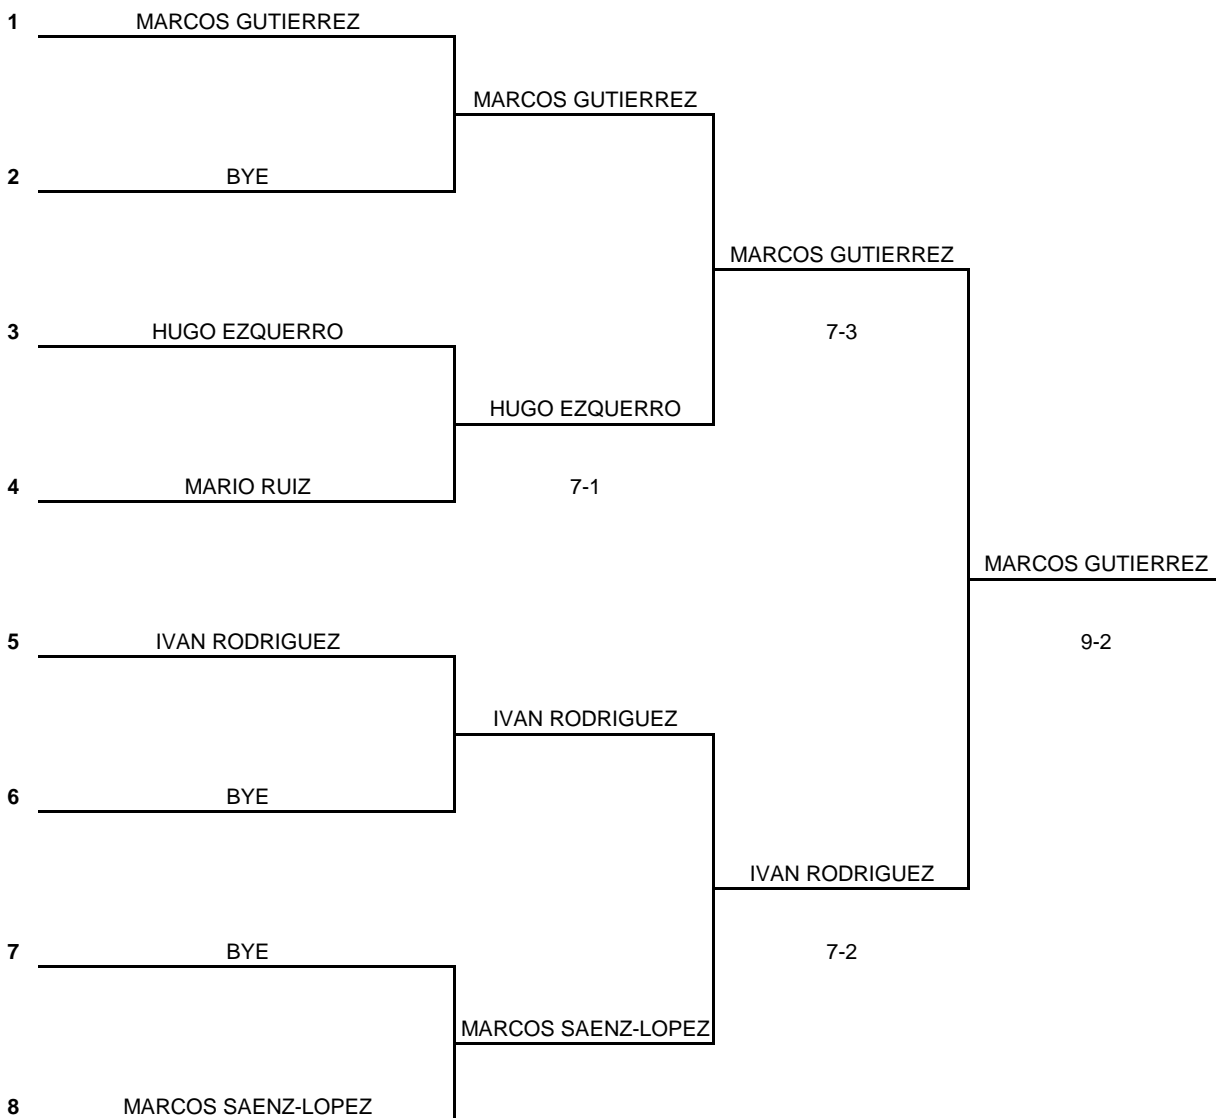 1 MARCOS GUTIERREZ
MARCOS GUTIERREZ
2 BYE
MARCOS GUTIERREZ
3 HUGO EZQUERRO 7-3
HUGO EZQUERRO
4 MARIO RUIZ 7-1
MARCOS GUTIERREZ
5 IVAN RODRIGUEZ 9-2
IVAN RODRIGUEZ
6 BYE
IVAN RODRIGUEZ
7 BYE 7-2
MARCOS SAENZ-LOPEZ
8 MARCOS SAENZ-LOPEZ